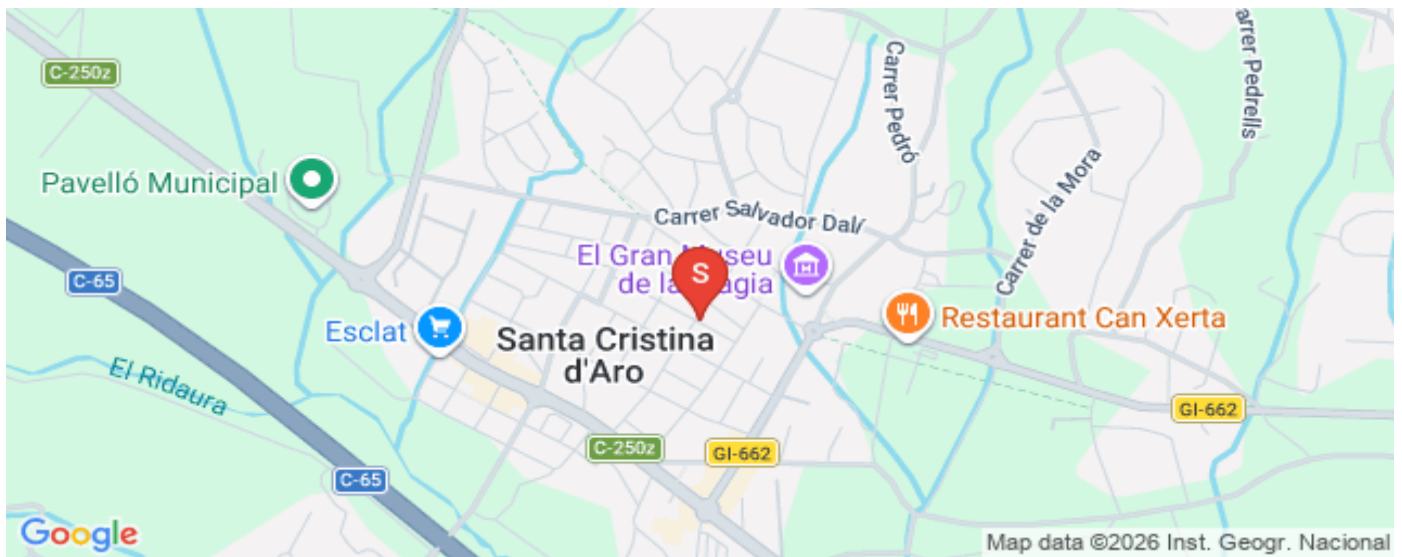 C-250z
Carrer Pedró
arrer Pedrells
Pavelló Municipal
Carrer Salvador Dalí
Carrer de la Mora
El Gran Museu
de la Magia
S
C-65
Esclat
Santa Cristina
d'Aro
Restaurant Can Xerta
El Ridaura
GI-662
C-250z
GI-662
C-65
Google
Map data ©2026 Inst. Geogr. Nacional